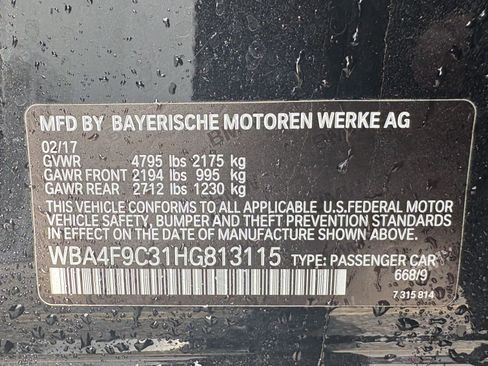 MFD BY BAYERISCHE MOTOREN WERKE AG
02/17
GVWR 4795 lbs 2175 kg
GAWR FRONT 2194 lbs 995 kg
GAWR REAR 2712 lbs 1230 kg
THIS VEHICLE CONFORMS TO ALL APPLICABLE U.S.FEDERAL MOTOR
VEHICLE SAFETY, BUMPER AND THEFT PREVENTION STANDARDS
IN EFFECT ON THE DATE OF MANUFACTURE SHOWN ABOVE.
WBA4F9C31HG813115 TYPE: PASSENGER CAR
668/9
7 315 814